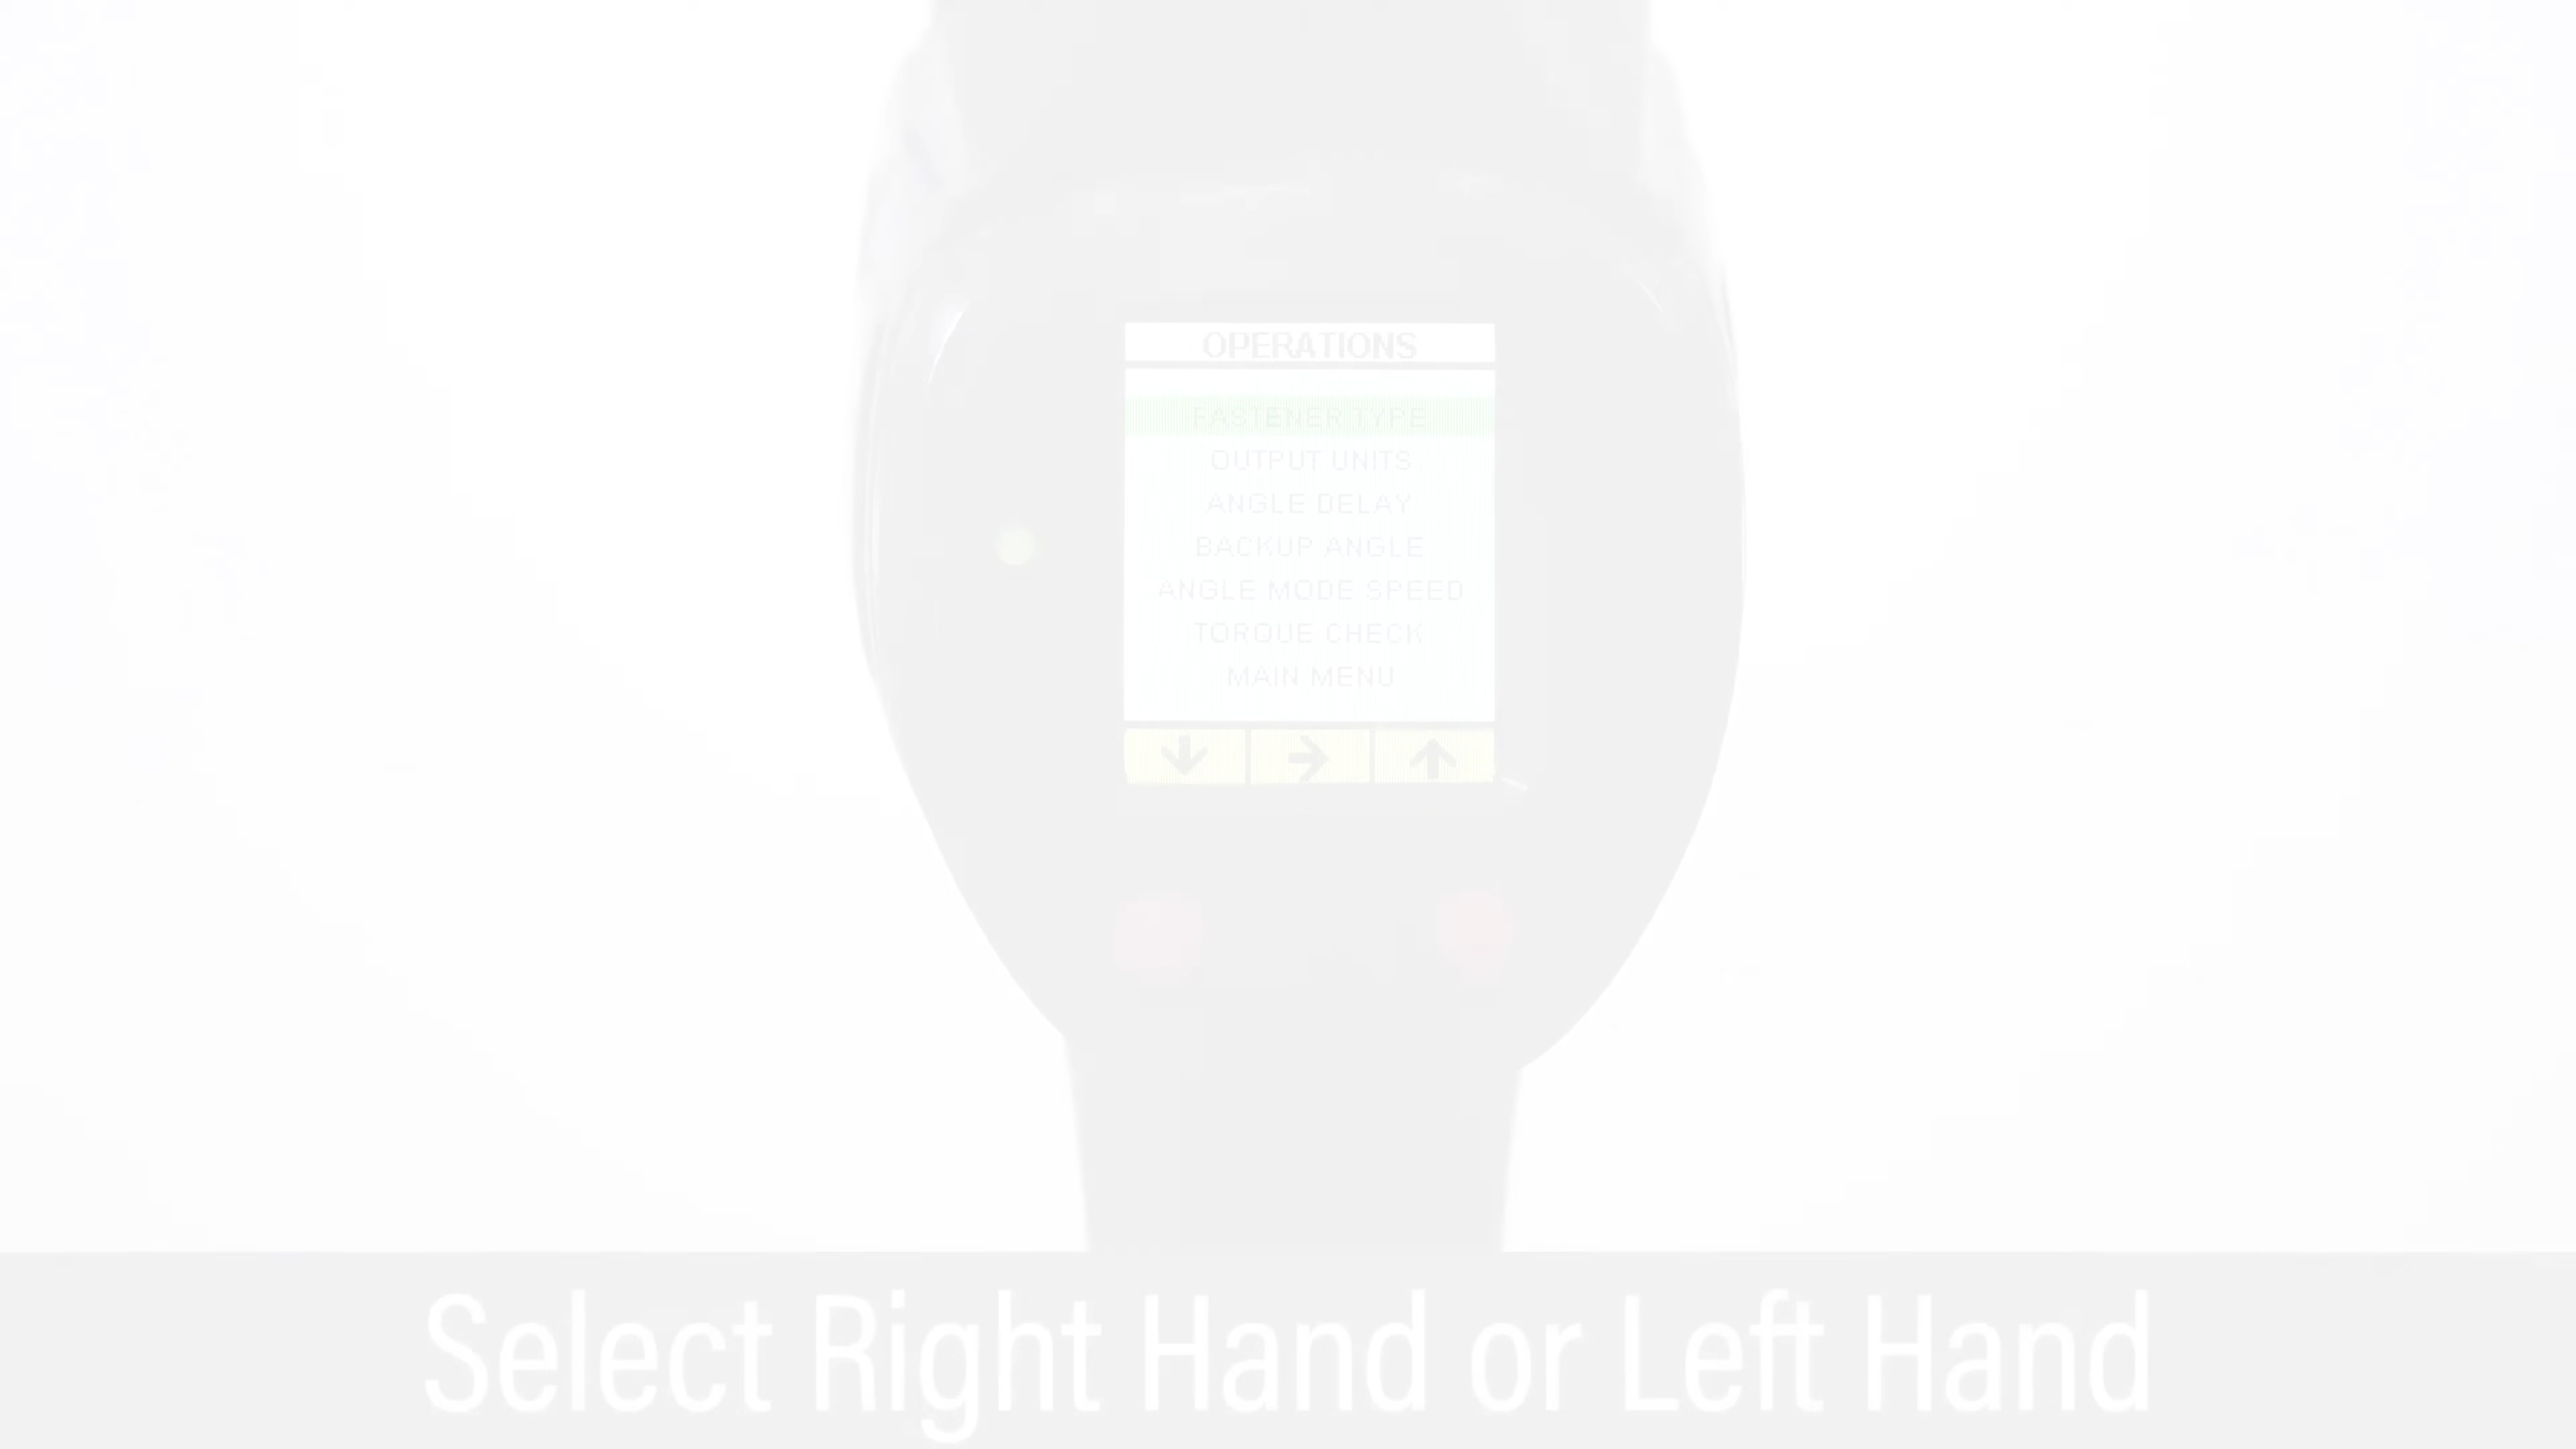 OPERATIONS
FASTENER TYPE
OUTPUT UNITS
ANGLE DELAY
BACKUP ANGLE
ANGLE MODE SPEED
TORQUE CHECK
MAIN MENU
Select Right Hand or Left Hand